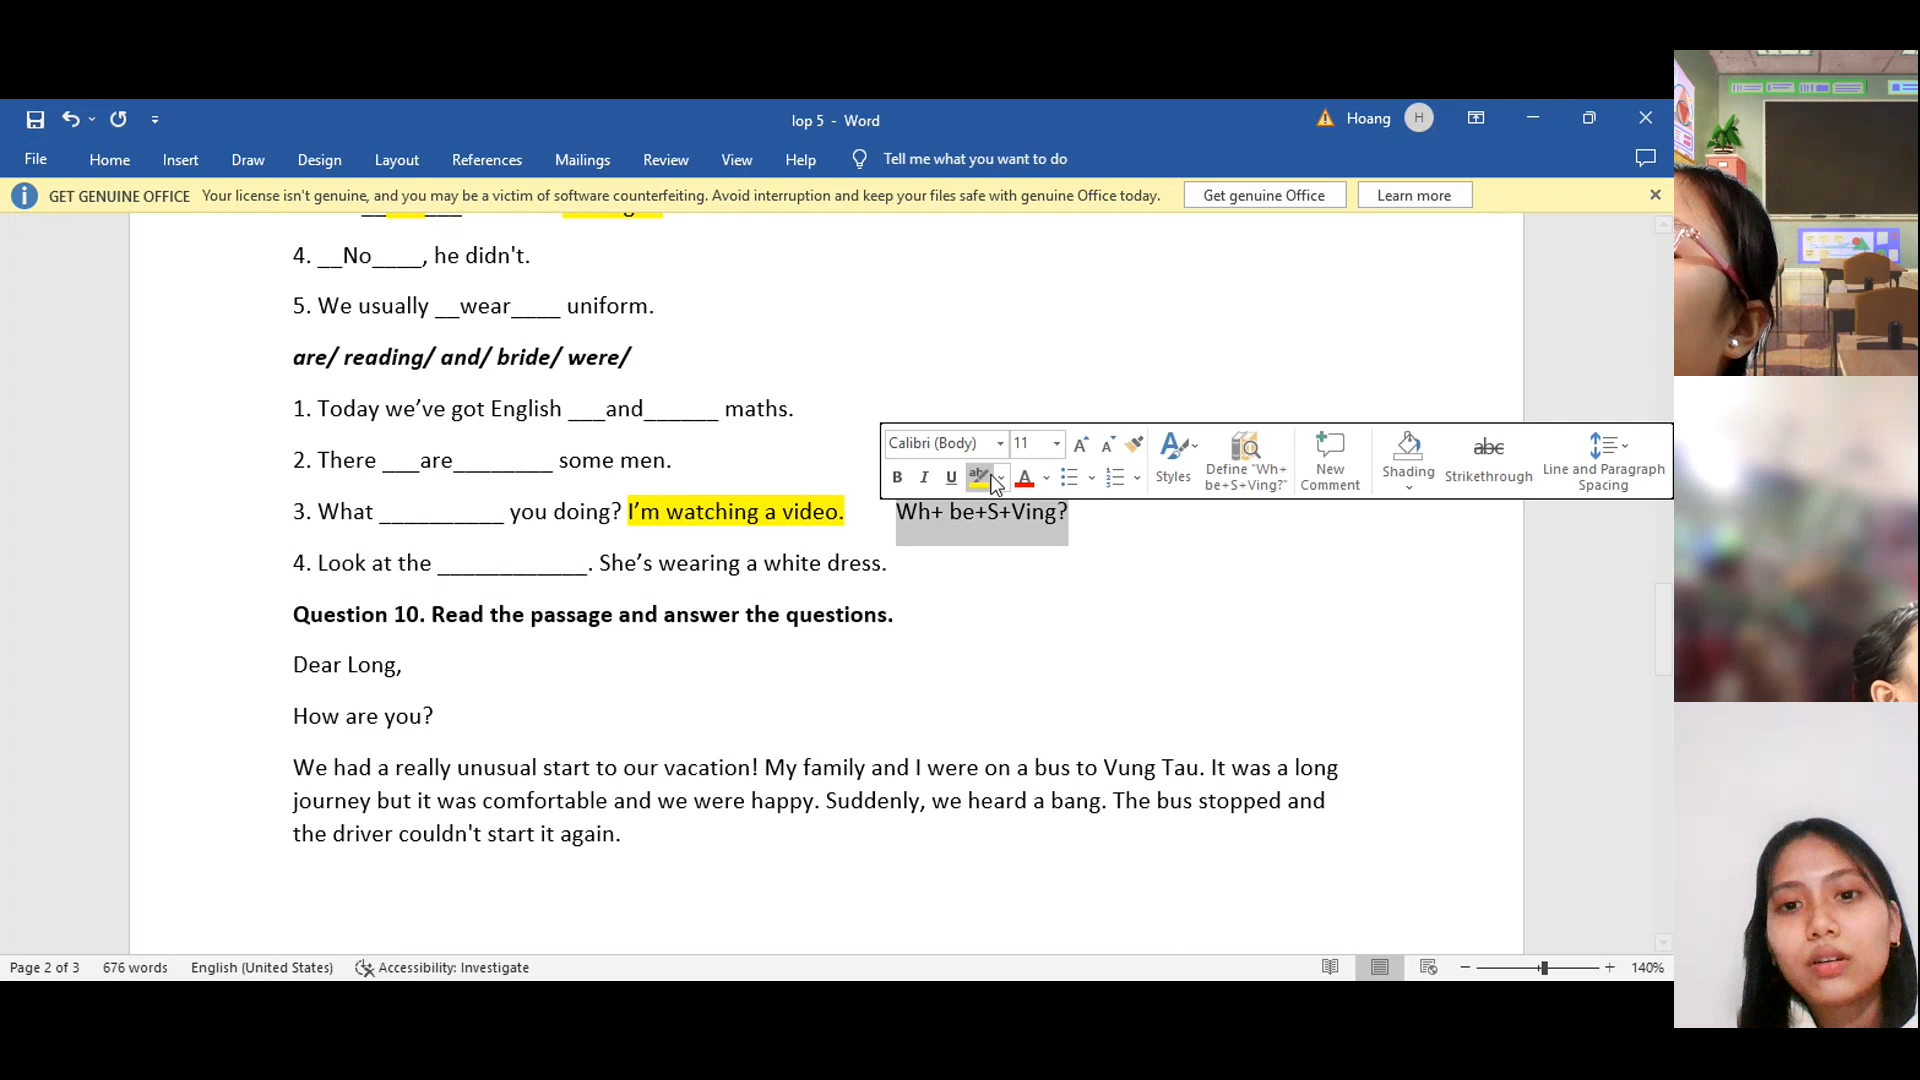 lop 5 - Word
Hoang
H
File Home Insert Draw Design Layout References Mailings Review View Help Tell me what you want to do
GET GENUINE OFFICE Your license isn't genuine, and you may be a victim of software counterfeiting. Avoid interruption and keep your files safe with genuine Office today. Get genuine Office Learn more
4. __No____, he didn't.
5. We usually __wear____ uniform.
are/ reading/ and/ bride/ were/
1. Today we’ve got English ___and______ maths.
2. There ___are________ some men.
3. What __________ you doing? I’m watching a video. Wh+ be+S+Ving?
4. Look at the ____________. She’s wearing a white dress.
Question 10. Read the passage and answer the questions.
Dear Long,
How are you?
We had a really unusual start to our vacation! My family and I were on a bus to Vung Tau. It was a long
journey but it was comfortable and we were happy. Suddenly, we heard a bang. The bus stopped and
the driver couldn't start it again.
Calibri (Body) 11
B I U
Styles
Define "Wh+
be+S+Ving?"
New
Comment
Shading
abc
Strikethrough
Line and Paragraph
Spacing
Page 2 of 3 676 words English (United States) Accessibility: Investigate 140%